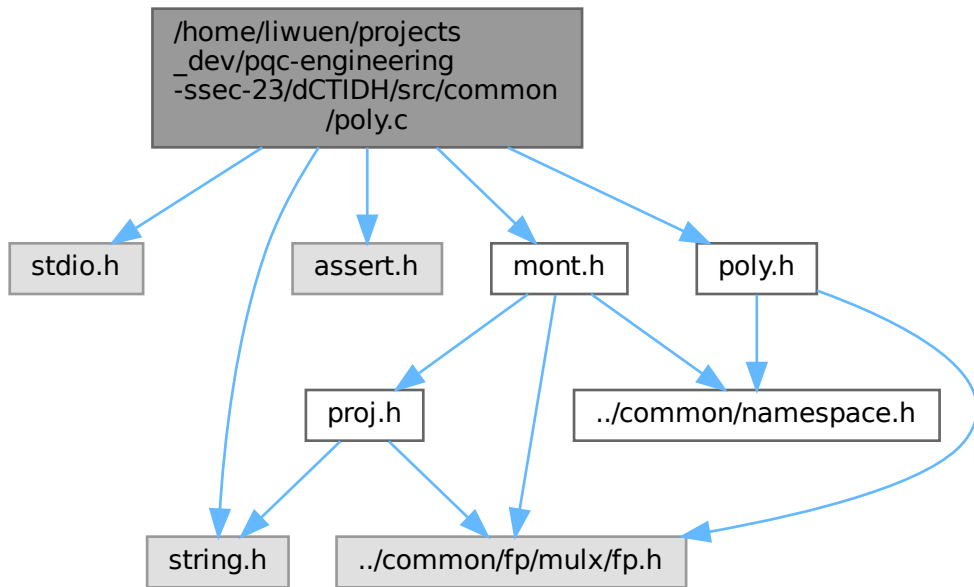 /home/liwuen/projects
_dev/pqc-engineering
-ssec-23/dCTIDH/src/common
/poly.c
stdio.h
assert.h
mont.h
poly.h
proj.h
../common/namespace.h
string.h
../common/fp/mulx/fp.h